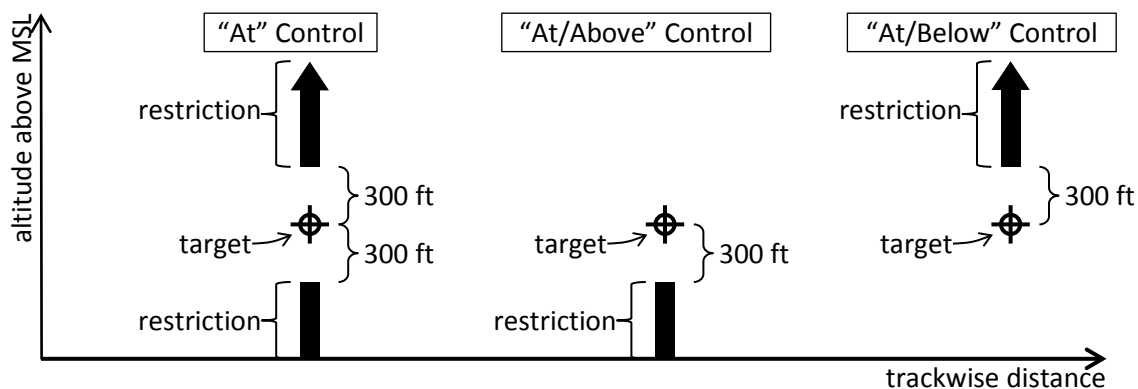 “At” Control
“At/Above” Control
“At/Below” Control
altitude above MSL
restriction
restriction
300 ft
300 ft
target
target
target
300 ft
300 ft
restriction
restriction
trackwise distance